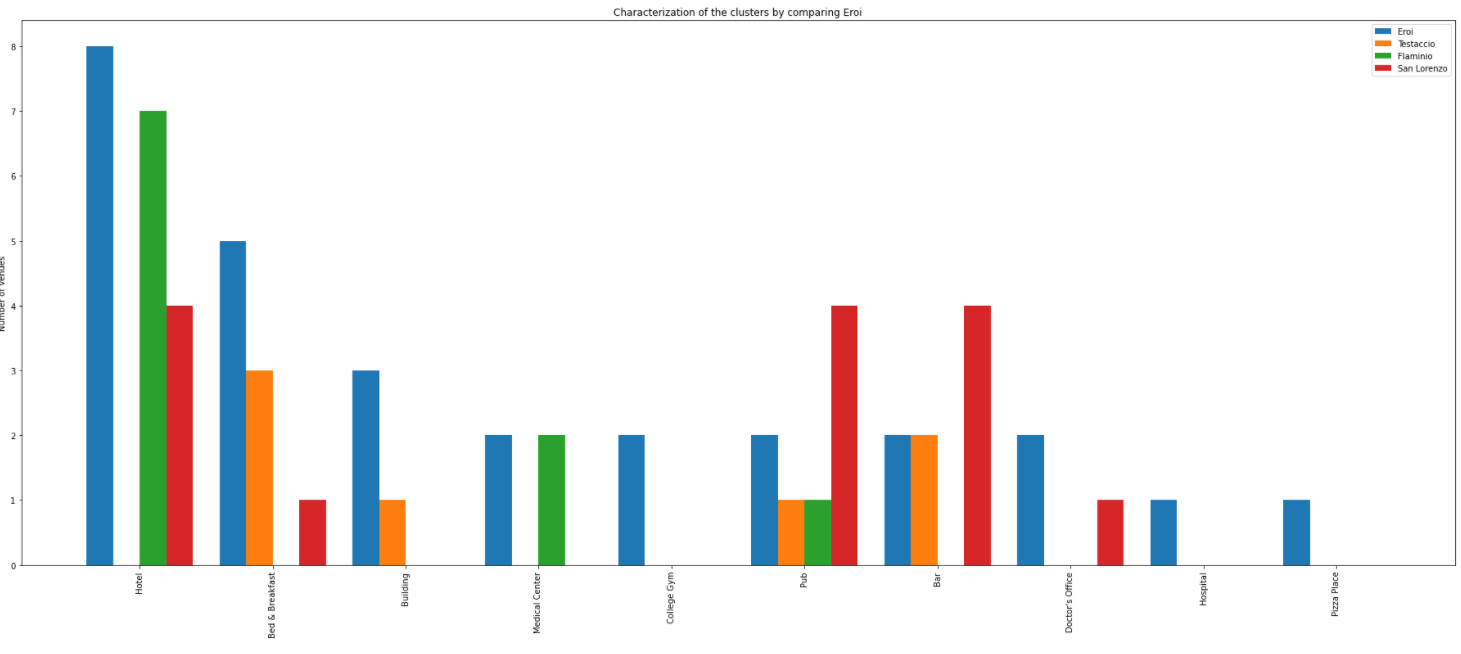 Characterization of the clusters by comparing Eroi
Eroi
Testaccio
Flaminio
San Lorenzo
8
7
6
5
4
3
2
1
0
Number of venues
Hotel
Bed & Breakfast
Building
Medical Center
College Gym
Pub
Bar
Doctor's Office
Hospital
Pizza Place